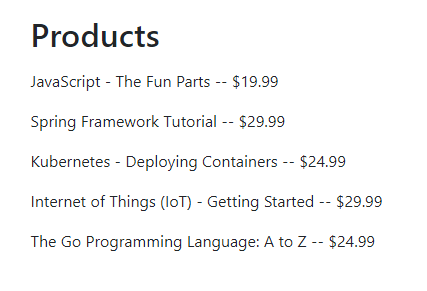 Products
JavaScript - The Fun Parts -- $19.99
Spring Framework Tutorial -- $29.99
Kubernetes - Deploying Containers -- $24.99
Internet of Things (IoT) - Getting Started -- $29.99
The Go Programming Language: A to Z -- $24.99